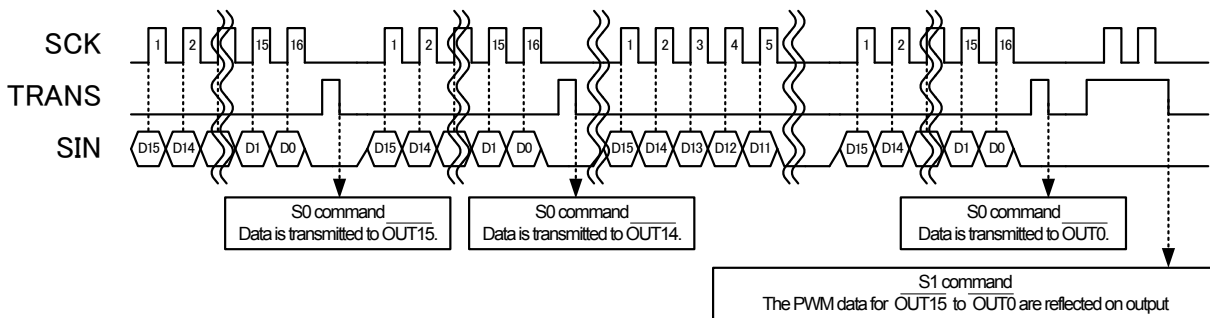 SCK 1 2 15 16 1 2 15 16 1 2 3 4 5 1 2 15 16
TRANS
SIN D15 D14 D1 D0 D15 D14 D1 D0 D15 D14 D13 D12 D11 D15 D14 D1 D0
S0 command
Data is transmitted to OUT15.
S0 command
Data is transmitted to OUT14.
S0 command
Data is transmitted to OUT0.
S1 command
The PWM data for OUT15 to OUT0 are reflected on output